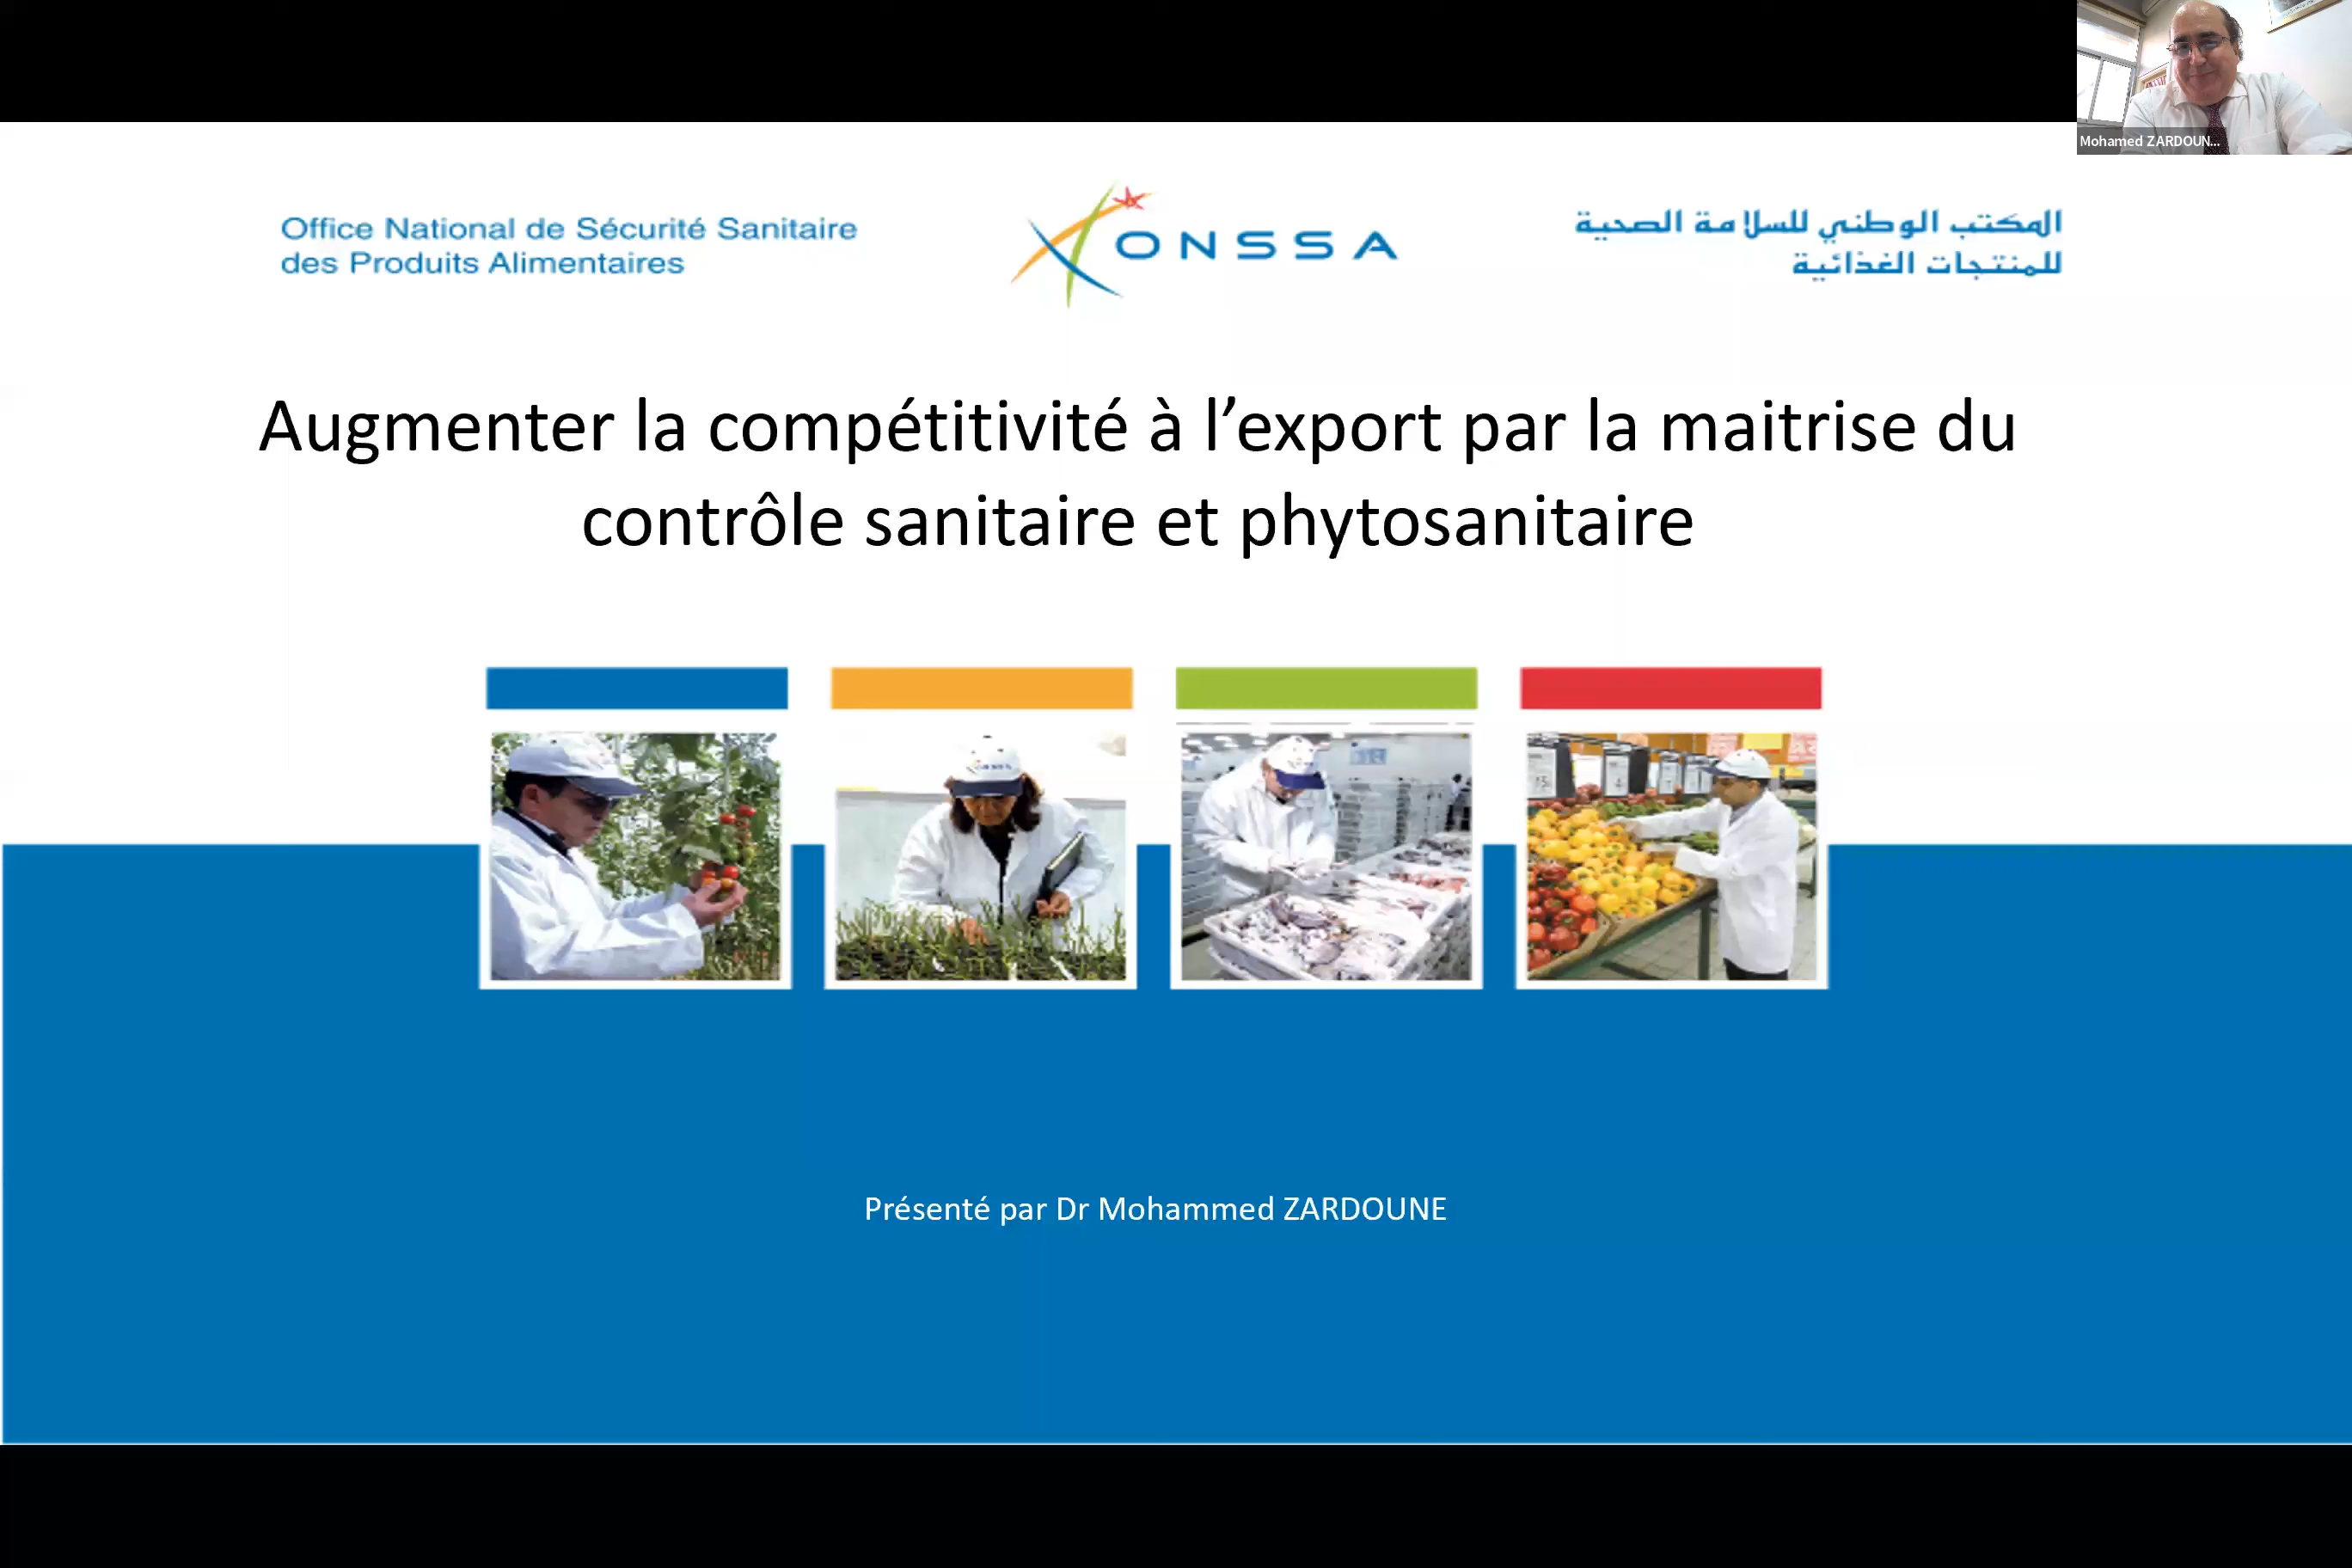 Mohamed ZARDOUN...
Office National de Sécurité Sanitaire
des Produits Alimentaires
ONSSA
المكتب الوطني للسلامة الصحية
للمنتجات الغذائية
Augmenter la compétitivité à l’export par la maitrise du
contrôle sanitaire et phytosanitaire
Présenté par Dr Mohammed ZARDOUNE